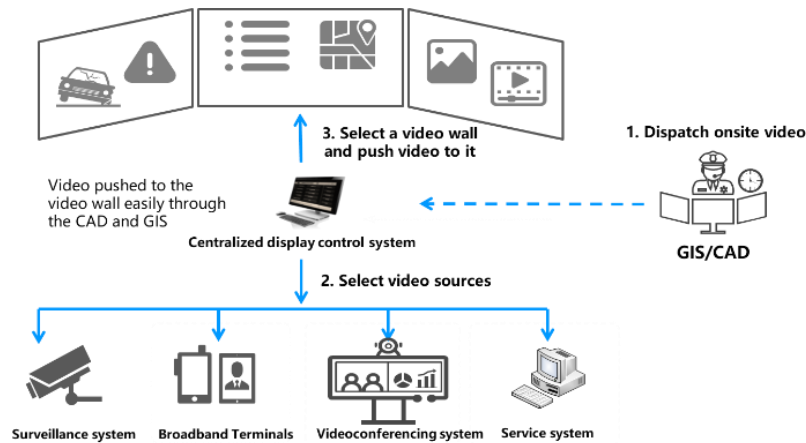 3. Select a video wall
and push video to it
1. Dispatch onsite video
Video pushed to the
video wall easily through
the CAD and GIS
Centralized display control system
GIS/CAD
2. Select video sources
Surveillance system
Broadband Terminals
Videoconferencing system
Service system